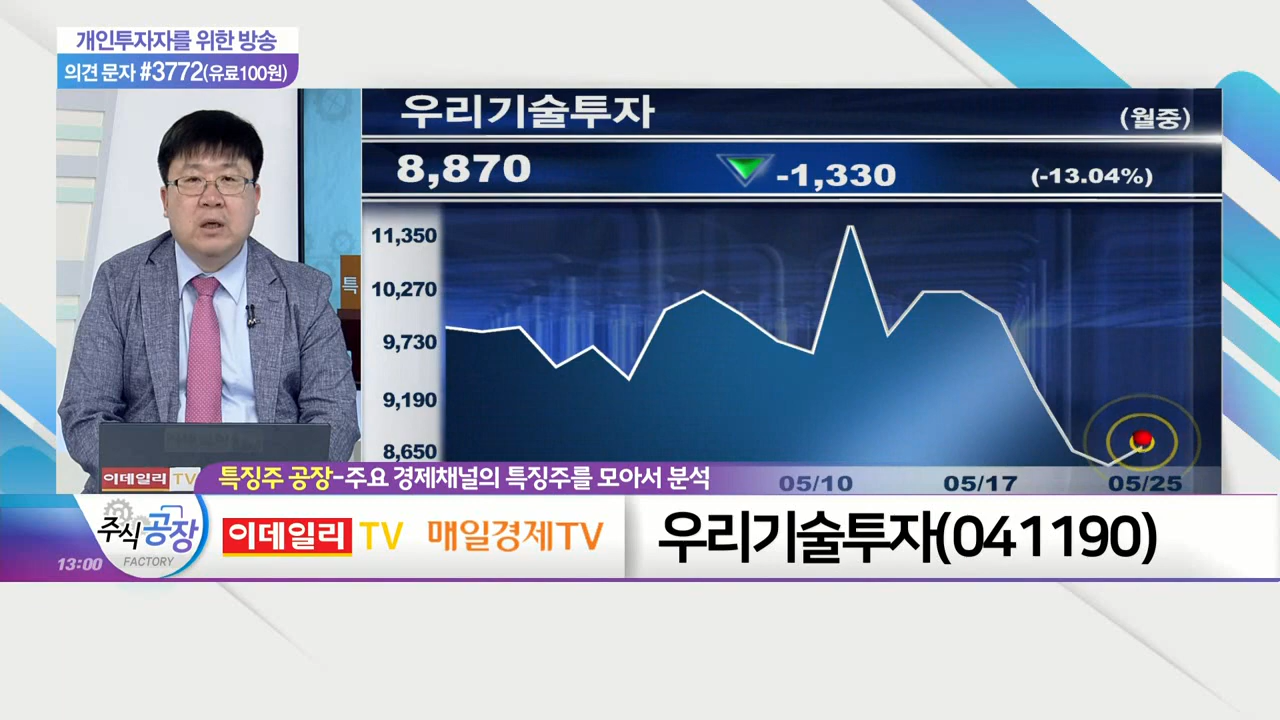 개인투자자를 위한 방송
의견 문자 #3772(유료100원)
우리기술투자
(월중)
8,870
-1,330
(-13.04%)
11,350
10,270
9,730
9,190
8,650
특
05/10
05/17
05/25
이데일리 TV
특징주 공장-주요 경제채널의 특징주를 모아서 분석
주식공장
FACTORY
13:00
이데일리 TV
매일경제TV
우리기술투자(041190)